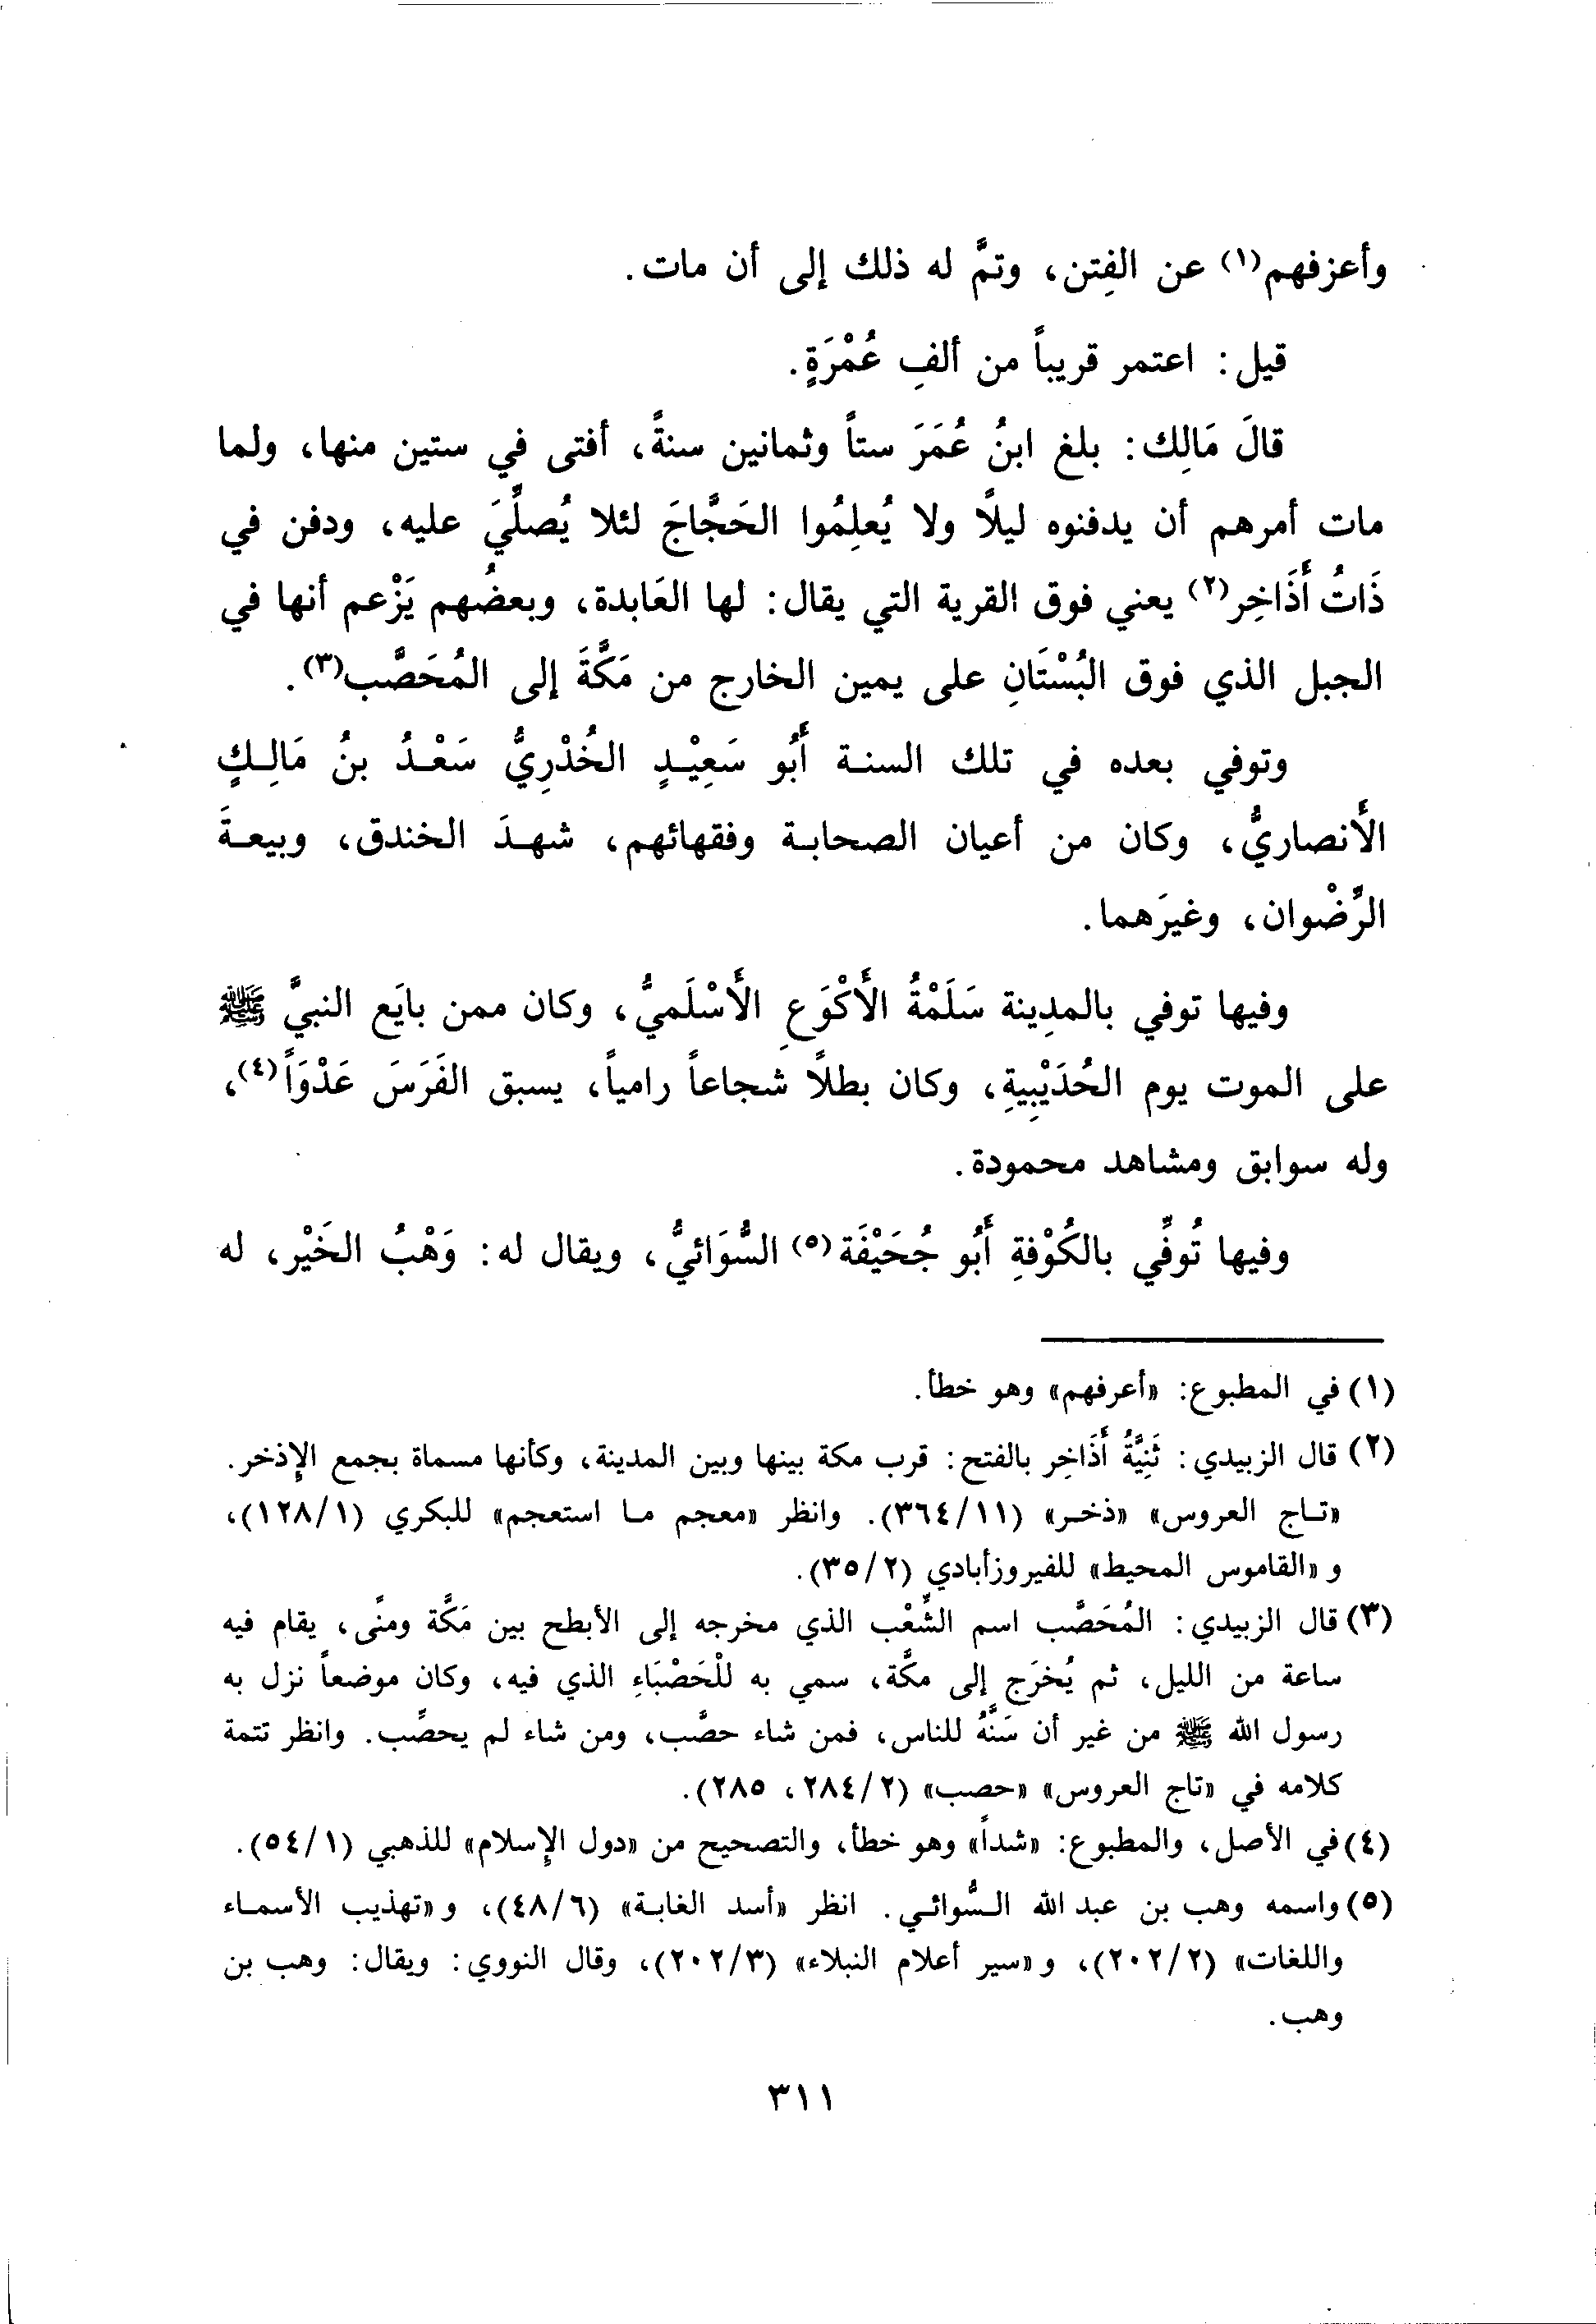 وأعزفهم(١) عن الفِتن، وتمَّ له ذلك إلى أن مات.
قيل: اعتمر قريباً من ألفِ عُمْرَةٍ.
قالَ مَالِك: بلغ ابنُ عُمَرَ ستاً وثمانين سنةً، أفتى في ستين منها، ولما
مات أمرهم أن يدفنوه ليلاً ولا يُعلِمُوا الحَجَّاجَ لئلا يُصلِّيَ عليه، ودفن في
ذَاتُ أَذَاخِر(٢) يعني فوق القرية التي يقال: لها العَابدة، وبعضُهم يَزْعم أنها في
الجبل الذي فوق البُسْتَانِ على يمين الخارج من مَكَّةَ إلى المُحَصَّب(٣).
وتوفي بعده في تلك السنة أَبُو سَعِيْدٍ الخُدْرِيُّ سَعْدُ بنُ مَالِكٍ
الأَنصاريُّ، وكان من أعيان الصحابة وفقهائهم، شهدَ الخندق، وبيعةَ
الرِّضْوان، وغيرَهما.
وفيها توفي بالمدِينة سَلَمْةُ الأَكْوَعِ الأَسْلَميُّ، وكان ممن بايَع النبيَّ ﷺ
على الموت يوم الحُدَيْبِيةِ، وكان بطلاً شجاعاً رامياً، يسبق الفَرَسَ عَدْوَاً(٤)،
وله سوابق ومشاهد محمودة.
وفيها تُوفِّي بالكُوْفةِ أَبُو جُحَيْفَة(٥) السُّوَائيُّ، ويقال له: وَهْبُ الخَيْر، له
(١) في المطبوع: «أعرفهم» وهو خطأ.
(٢) قال الزبيدي: ثَنِيَّةُ أَذَاخِر بالفتح: قرب مكة بينها وبين المدينة، وكأنها مسماة بجمع الإذخر.
«تاج العروس» «ذخر» (٣٦٤/١١). وانظر «معجم ما استعجم» للبكري (١٢٨/١)،
و «القاموس المحيط» للفيروزأبادي (٣٥/٢).
(٣) قال الزبيدي: المُحَصَّب اسم الشِّعْب الذي مخرجه إلى الأبطح بين مَكَّة ومنًى، يقام فيه
ساعة من الليل، ثم يُخرَج إلى مكَّة، سمي به للْحَصْبَاءِ الذي فيه، وكان موضعاً نزل به
رسول الله ﷺ من غير أن سَنَّهُ للناس، فمن شاء حصَّب، ومن شاء لم يحصِّب. وانظر تتمة
كلامه في «تاج العروس» «حصب» (٢٨٤/٢، ٢٨٥).
(٤) في الأصل، والمطبوع: «شداً» وهو خطأ، والتصحيح من «دول الإسلام» للذهبي (٥٤/١).
(٥) واسمه وهب بن عبد الله السُّوائي. انظر «أسد الغابة» (٤٨/٦)، و «تهذيب الأسماء
واللغات» (٢٠٢/٢)، و «سير أعلام النبلاء» (٢٠٢/٣)، وقال النووي: ويقال: وهب بن
وهب.
٣١١